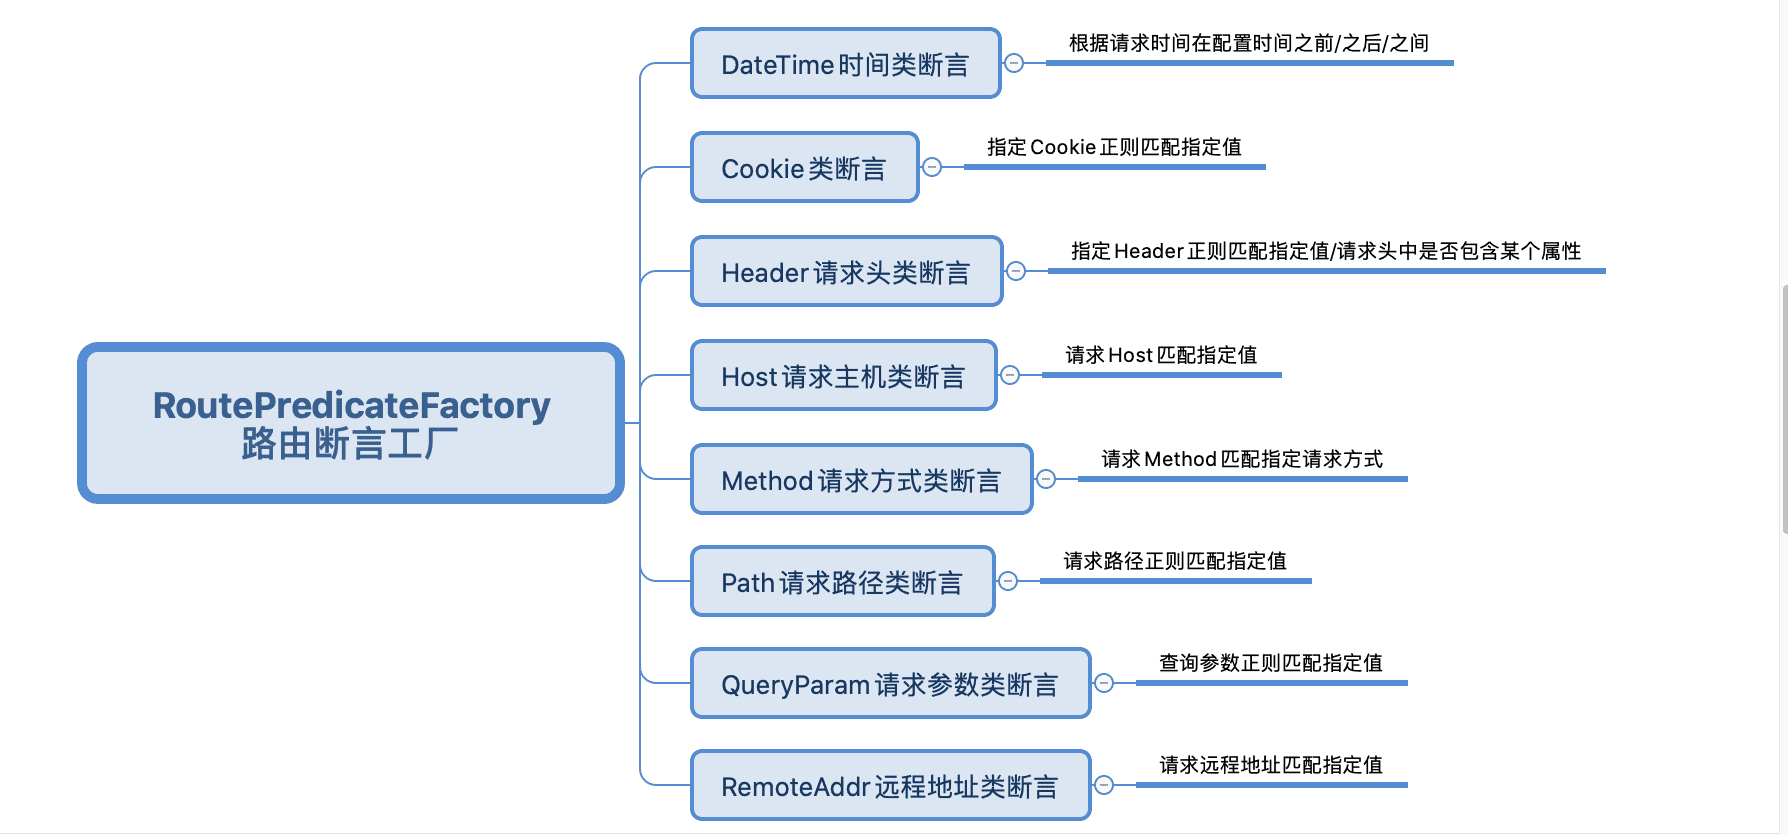 RoutePredicateFactory
路由断言工厂
DateTime时间类断言
根据请求时间在配置时间之前/之后/之间
Cookie类断言
指定Cookie正则匹配指定值
Header请求头类断言
指定Header正则匹配指定值/请求头中是否包含某个属性
Host请求主机类断言
请求Host匹配指定值
Method请求方式类断言
请求Method匹配指定请求方式
Path请求路径类断言
请求路径正则匹配指定值
QueryParam请求参数类断言
查询参数正则匹配指定值
RemoteAddr远程地址类断言
请求远程地址匹配指定值